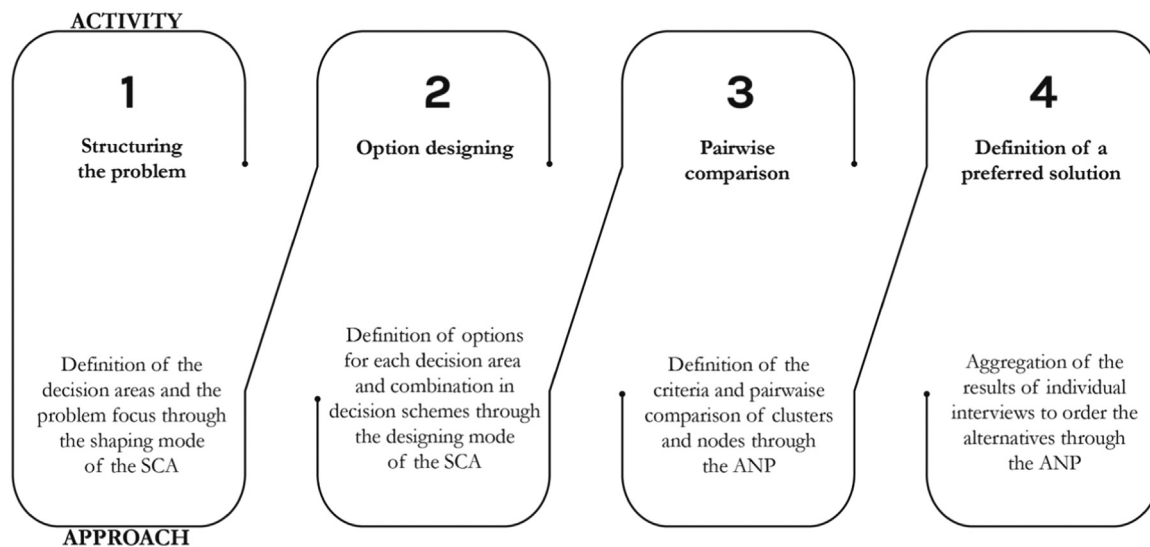 ACTIVITY
1
Structuring
the problem
Definition of the
decision areas and the
problem focus through
the shaping mode
of the SCA
2
Option designing
Definition of options
for each decision area
and combination in
decision schemes through
the designing mode
of the SCA
3
Pairwise
comparison
Definition of the
criteria and pairwaise
comparison of clusters
and nodes through
the ANP
4
Definition of a
preferred solution
Aggregation of the
results of individual
interviews to order the
alternatives through
the ANP
APPROACH